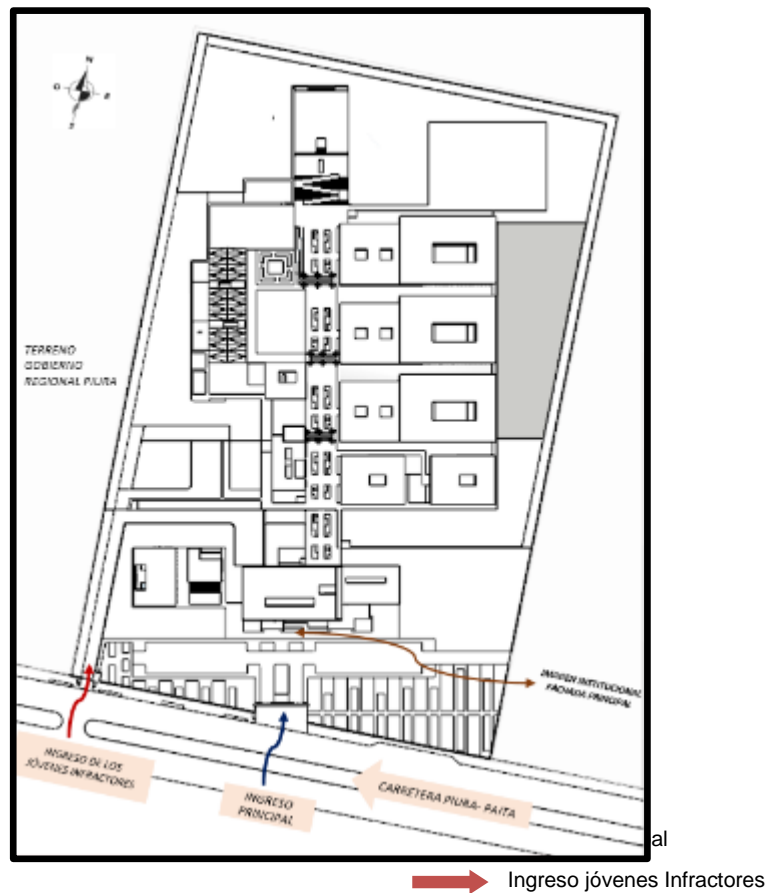 N
O
E
TERRENO
GOBIERNO
REGIONAL PIURA
IMAGEN INSTITUCIONAL
FACHADA PRINCIPAL
INGRESO DE LOS
JÓVENES INFRACTORES
INGRESO
PRINCIPAL
CARRETERA PIURA- PAITA
al
Ingreso jóvenes Infractores